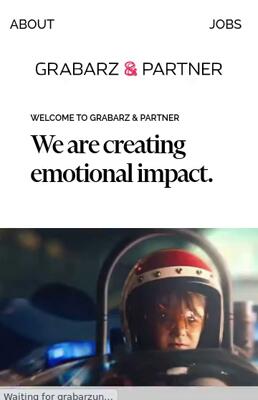 ABOUT
JOBS
GRABARZ & PARTNER
WELCOME TO GRABARZ & PARTNER
We are creating
emotional impact.
Waiting for grabarzun...